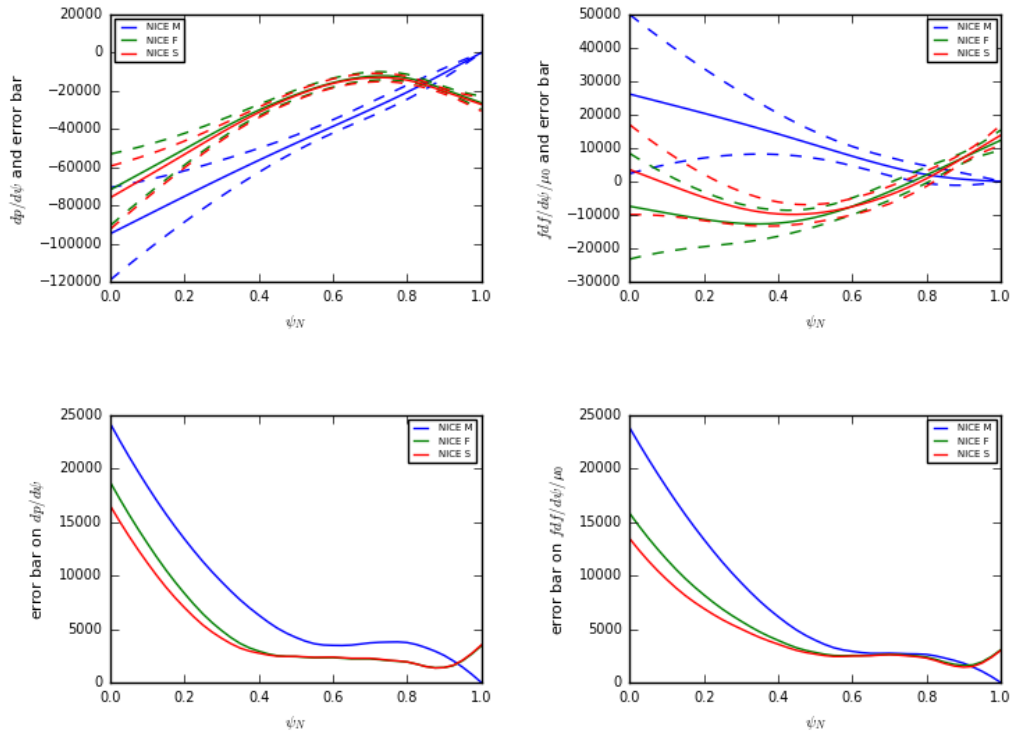 dp/dψ and error bar
20000
0
−20000
−40000
−60000
−80000
−100000
−120000
0.0 0.2 0.4 0.6 0.8 1.0
ψN
NICE M
NICE F
NICE S
fdf/dψ/μ0 and error bar
50000
40000
30000
20000
10000
0
−10000
−20000
−30000
0.0 0.2 0.4 0.6 0.8 1.0
ψN
NICE M
NICE F
NICE S
error bar on dp/dψ
25000
20000
15000
10000
5000
0
0.0 0.2 0.4 0.6 0.8 1.0
ψN
NICE M
NICE F
NICE S
error bar on fdf/dψ/μ0
25000
20000
15000
10000
5000
0
0.0 0.2 0.4 0.6 0.8 1.0
ψN
NICE M
NICE F
NICE S